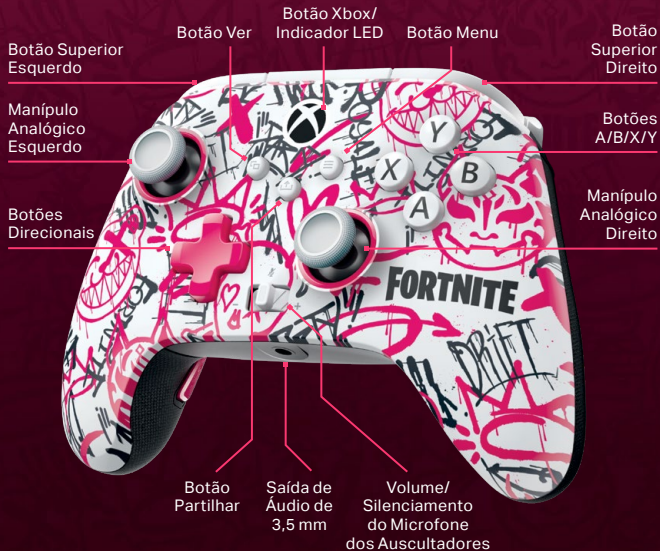 Botão Xbox/
Indicador LED
Botão Ver
Botão Menu
Botão Superior
Esquerdo
Botão
Superior
Direito
Manípulo
Analógico
Esquerdo
Botões
A/B/X/Y
Y
X
B
A
Botões
Direcionais
Manípulo
Analógico
Direito
FORTNITE
DRIFT
Botão
Partilhar
Saída de
Áudio de
3,5 mm
Volume/
Silenciamento
do Microfone
dos Auscultadores